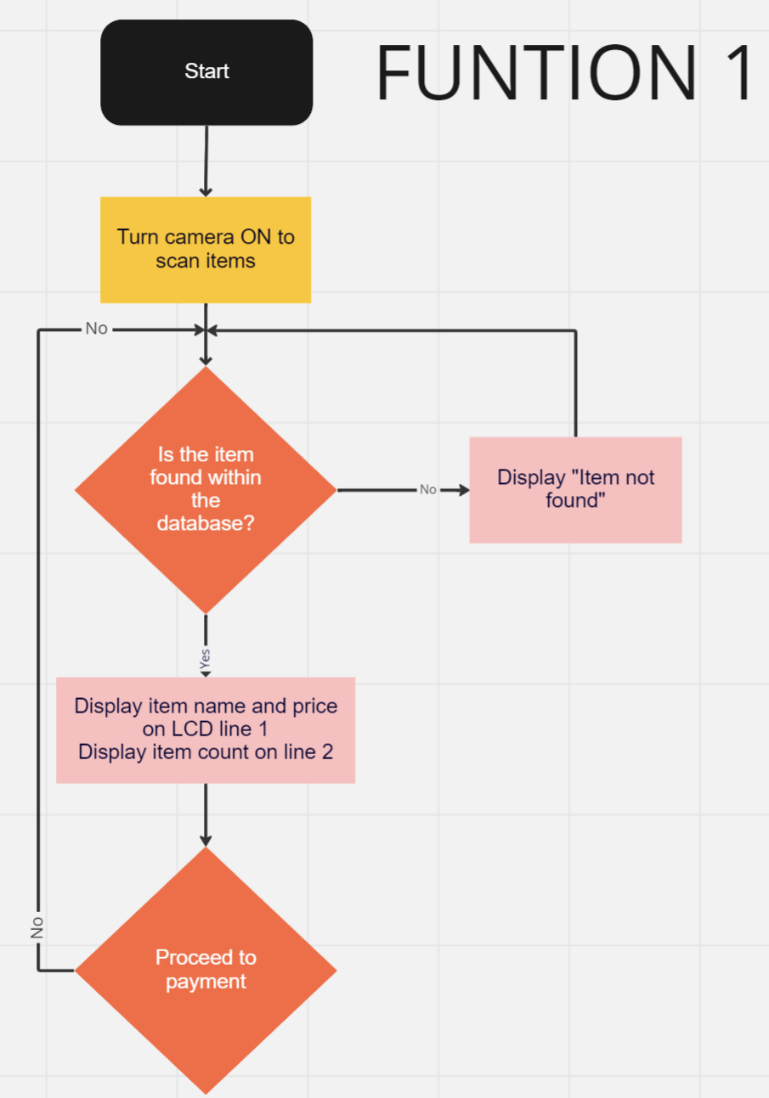 Start
FUNTION 1
Turn camera ON to
scan items
No
Is the item
found within
the
database?
No
Display "Item not
found"
Yes
Display item name and price
on LCD line 1
Display item count on line 2
No
Proceed to
payment